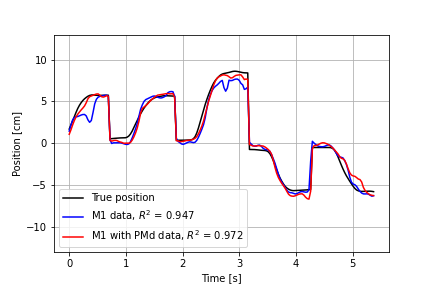 10
5
0
−5
−10
Position [cm]
True position
M1 data, R² = 0.947
M1 with PMd data, R² = 0.972
0 1 2 3 4 5
Time [s]